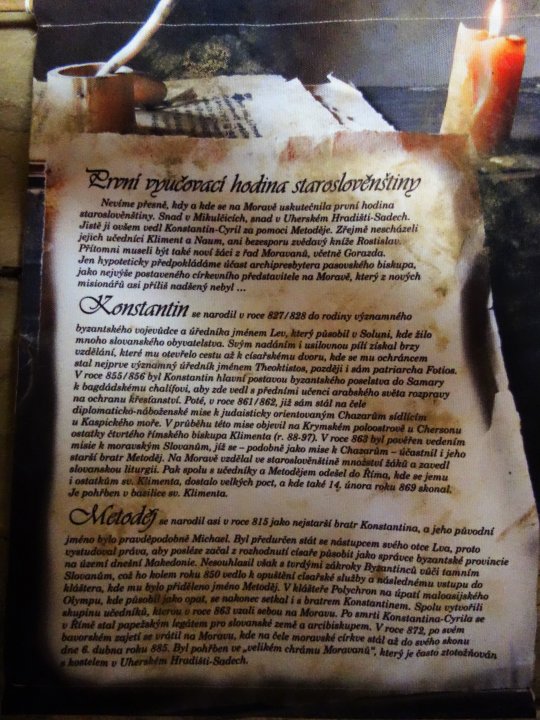 První vyučovací hodina staroslověnštiny
Nevíme přesně, kdy a kde se na Moravě uskutečnila první hodina
staroslověnštiny. Snad v Mikulčicích, snad v Uherském Hradišti-Sadech.
Jistě ji ovšem vedl Konstantin-Cyril za pomoci Metoděje. Zřejmě nescházeli
jejich učedníci Kliment a Naum, ani bezesporu zvědavý kníže Rostislav.
Přítomni museli být také noví žáci z řad Moravanů, včetně Gorazda.
Jen hypoteticky předpokládáme účast archipresbytera pasovského biskupa,
jako nejvýše postaveného církevního představitele na Moravě, který z nových
misionářů asi příliš nadšený nebyl ...
Konstantin se narodil v roce 827/828 do rodiny významného
byzantského vojevůdce a úředníka jménem Lev, který působil v Soluni, kde žilo
mnoho slovanského obyvatelstva. Svým nadáním i usilovnou pílí získal brzy
vzdělání, které mu otevřelo cestu až k císařskému dvoru, kde se mu ochráncem
stal nejprve významný úředník jménem Theoktistos, později i sám patriarcha Fotios.
V roce 855/856 byl Konstantin hlavní postavou byzantského poselstva do Samary
k bagdádskému chalífovi, aby zde vedl s předními učenci arabského světa rozpravy
na ochranu křesťanství. Poté, v roce 861/862, již sám stál na čele
diplomaticko-náboženské mise k judaisticky orientovaným Chazarům sídlícím
u Kaspického moře. V průběhu této mise objevil na Krymském poloostrově u Chersonu
ostatky čtvrtého římského biskupa Klimenta (r. 88-97). V roce 863 byl pověřen vedením
misie k moravským Slovanům, jíž se – podobně jako mise k Chazarům – účastnil i jeho
starší bratr Metoděj. Na Moravě vzdělal ve staroslověnštině množství žáků a zavedl
slovanskou liturgii. Pak spolu s učedníky a Metodějem odešel do Říma, kde se jemu
i ostatkům sv. Klimenta, dostalo velkých poct, a kde také 14. února roku 869 skonal.
Je pohřben v bazilice sv. Klimenta.
Metoděj se narodil asi v roce 815 jako nejstarší bratr Konstantina, a jeho původní
jméno bylo pravděpodobně Michael. Byl předurčen stát se nástupcem svého otce Lva, proto
vystudoval práva, aby posléze začal z rozhodnutí císaře působil jako správce byzantské provincie
na území dnešní Makedonie. Nesouhlasil však s tvrdými zákroky Byzantinců vůči tamním
Slovanům, což ho kolem roku 850 vedlo k opuštění císařské služby a následnému vstupu do
kláštera, kde mu bylo přiděleno jméno Metoděj. V klášteře Polychron na úpatí maloasijského
Olympu, kde působil jako opat, se nakonec setkal i s bratrem Konstantinem. Spolu vytvořili
skupinu učedníků, kterou v roce 863 vzali sebou na Moravu. Po smrti Konstantina-Cyrila se
v Římě stal papežským legátem pro slovanské země a arcibiskupem. V roce 872, po svém
bavorském zajetí se vrátil na Moravu, kde na čele moravské církve stál až do svého skonu
dne 6. dubna roku 885. Byl pohřben ve „velikém chrámu Moravanů", který je často ztotožňován
s kostelem v Uherském Hradišti-Sadech.